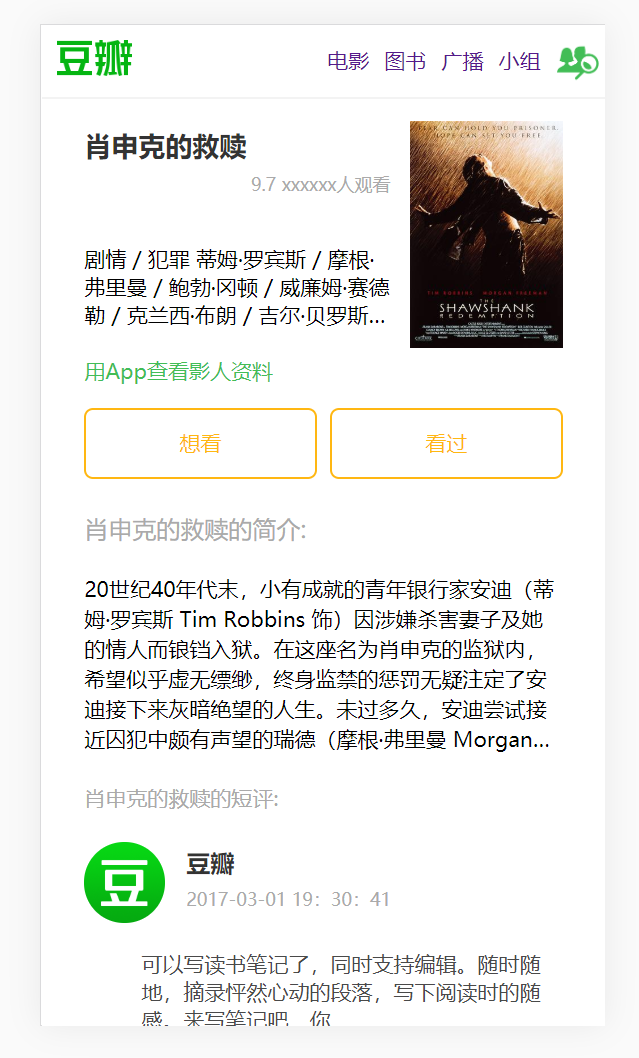 豆瓣
电影 图书 广播 小组
肖申克的救赎
9.7 xxxxxx人观看
剧情 / 犯罪 蒂姆·罗宾斯 / 摩根·
弗里曼 / 鲍勃·冈顿 / 威廉姆·赛德
勒 / 克兰西·布朗 / 吉尔·贝罗斯...
FEAR CAN HOLD YOU PRISONER.
HOPE CAN SET YOU FREE.
TIM ROBBINS MORGAN FREEMAN
THE
SHAWSHANK
REDEMPTION
用App查看影人资料
想看 看过
肖申克的救赎的简介:
20世纪40年代末，小有成就的青年银行家安迪（蒂
姆·罗宾斯 Tim Robbins 饰）因涉嫌杀害妻子及她
的情人而锒铛入狱。在这座名为肖申克的监狱内，
希望似乎虚无缥缈，终身监禁的惩罚无疑注定了安
迪接下来灰暗绝望的人生。未过多久，安迪尝试接
近囚犯中颇有声望的瑞德（摩根·弗里曼 Morgan...
肖申克的救赎的短评:
豆
豆瓣
2017-03-01 19：30：41
可以写读书笔记了，同时支持编辑。随时随
地，摘录怦然心动的段落，写下阅读时的随
感。来写笔记吧，你